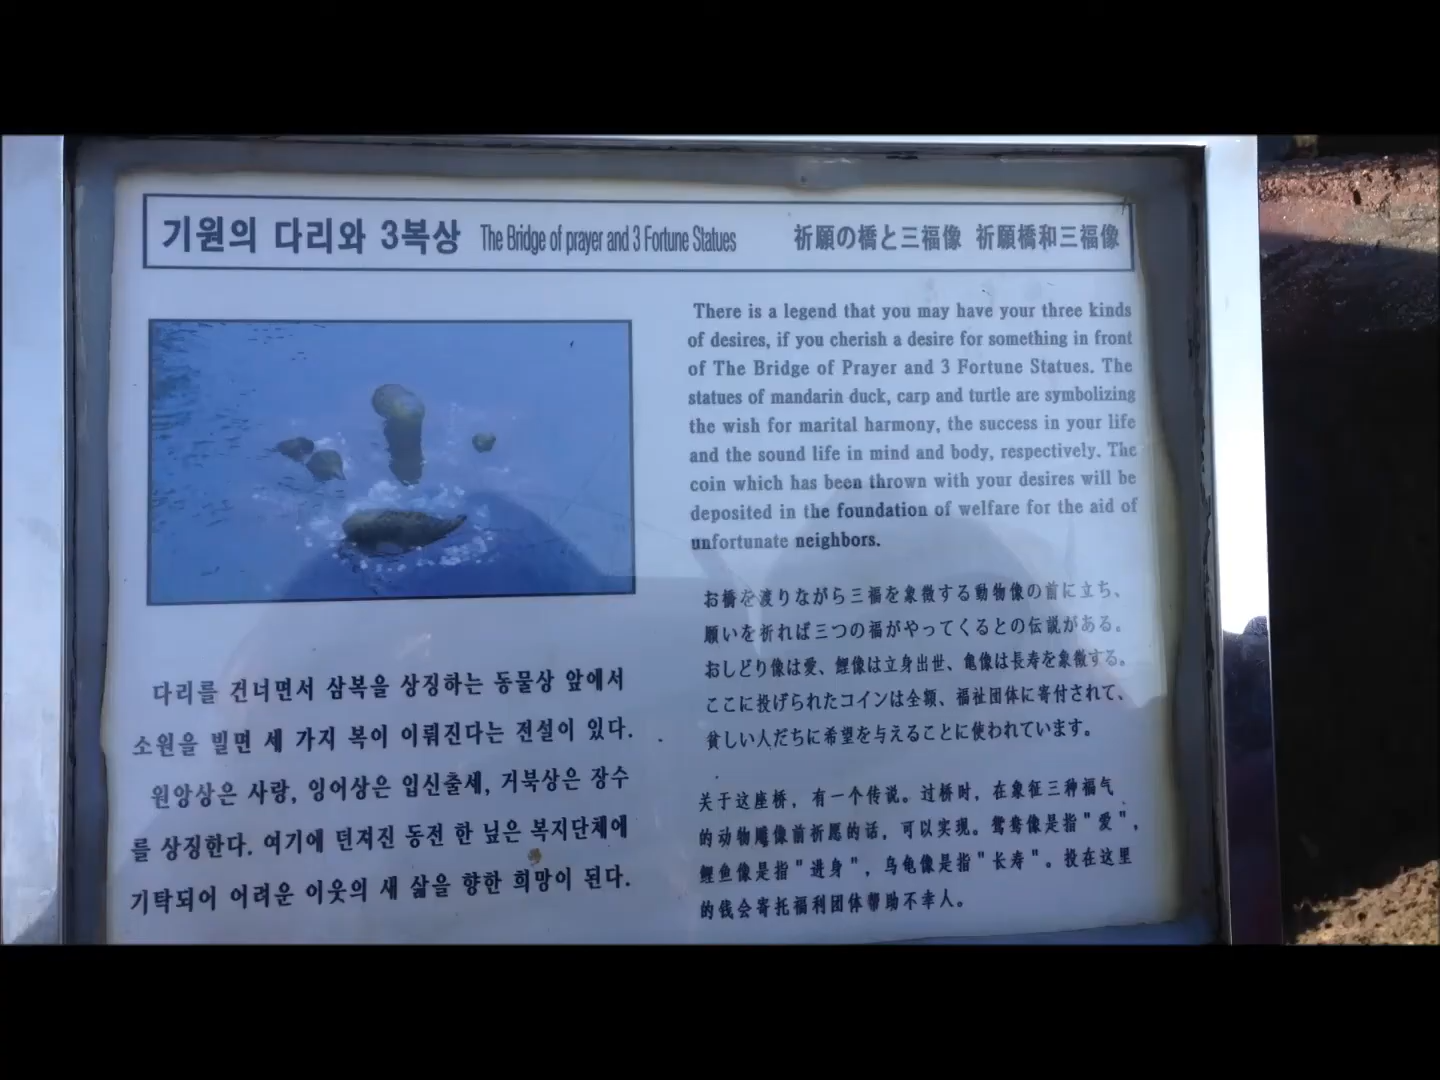 기원의 다리와 3복상 The Bridge of prayer and 3 Fortune Statues 祈願の橋と三福像 祈願橋和三福像
다리를 건너면서 삼복을 상징하는 동물상 앞에서
소원을 빌면 세 가지 복이 이뤄진다는 전설이 있다.
원앙상은 사랑, 잉어상은 입신출세, 거북상은 장수
를 상징한다. 여기에 던져진 동전 한 닢은 복지단체에
기탁되어 어려운 이웃의 새 삶을 향한 희망이 된다.
There is a legend that you may have your three kinds
of desires, if you cherish a desire for something in front
of The Bridge of Prayer and 3 Fortune Statues. The
statues of mandarin duck, carp and turtle are symbolizing
the wish for marital harmony, the success in your life
and the sound life in mind and body, respectively. The
coin which has been thrown with your desires will be
deposited in the foundation of welfare for the aid of
unfortunate neighbors.
お橋を渡りながら三福を象徴する動物像の前に立ち、
願いを祈れば三つの福がやってくるとの伝説がある。
おしどり像は愛、鯉像は立身出世、亀像は長寿を象徴する。
ここに投げられたコインは全額、福祉団体に寄付されて、
貧しい人だちに希望を与えることに使われています。
关于这座桥，有一个传说。过桥时，在象征三种福气
的动物雕像前祈愿的话，可以实现。鸳鸯像是指"爱"，
鲤鱼像是指"进身"，乌龟像是指"长寿"。投在这里
的钱会寄托福利团体帮助不幸人。